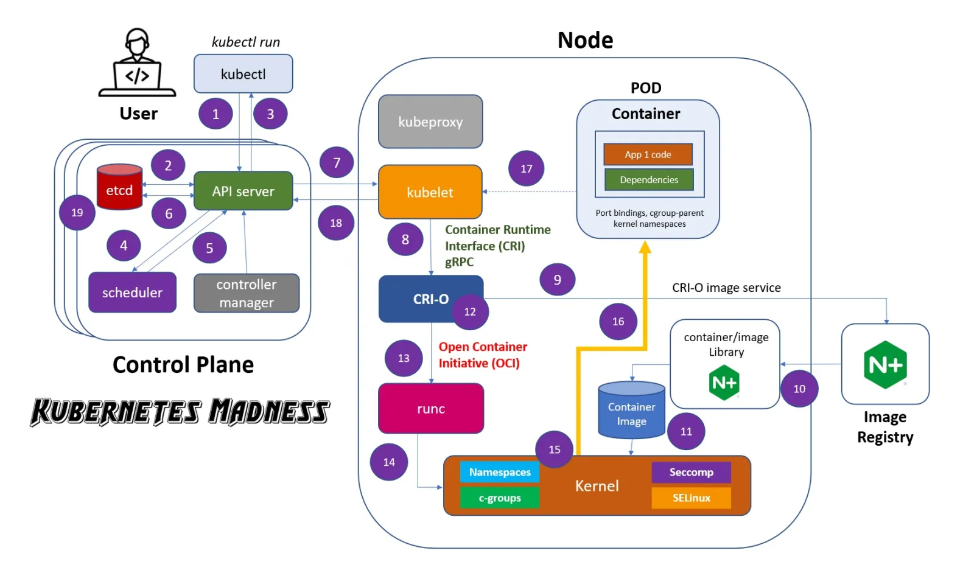 Node
kubectl run
kubectl
User
1
3
POD
Container
App 1 code
Dependencies
Port bindings, cgroup-parent
kernel namespaces
kubeproxy
etcd
2
6
19
API server
7
18
kubelet
17
4
5
8
Container Runtime
Interface (CRI)
gRPC
scheduler
controller
manager
CRI-O
12
9
CRI-O image service
16
Control Plane
Kubernetes Madness
13
Open Container
Initiative (OCI)
container/image
Library
N+
10
N+
Image
Registry
runc
Container
Image
11
14
15
Namespaces
c-groups
Kernel
Seccomp
SELinux